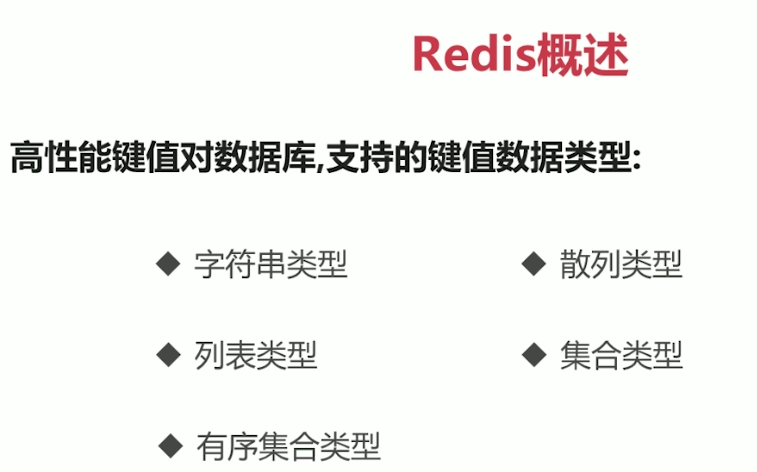 Redis概述
高性能键值对数据库,支持的键值数据类型:
◆ 字符串类型
◆ 散列类型
◆ 列表类型
◆ 集合类型
◆ 有序集合类型